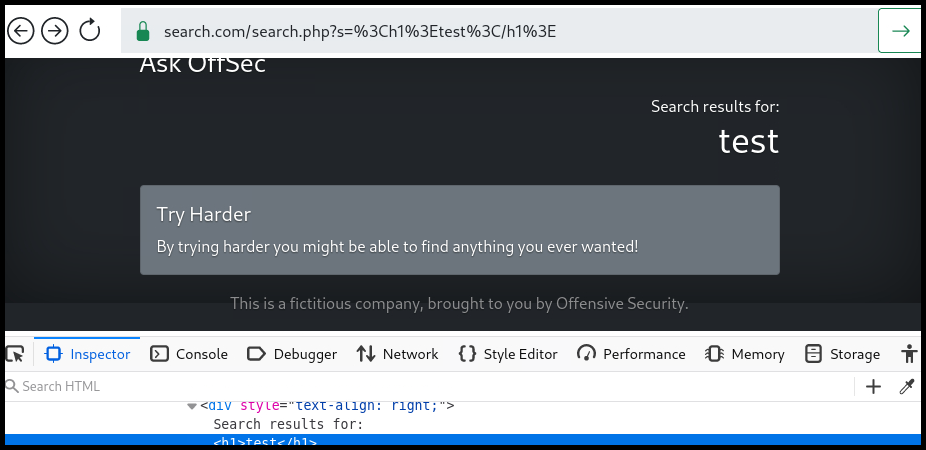 search.com/search.php?s=%3Ch1%3Etest%3C/h1%3E
Ask OffSec
Search results for:
test
Try Harder
By trying harder you might be able to find anything you ever wanted!
This is a fictitious company, brought to you by Offensive Security.
Inspector Console Debugger Network Style Editor Performance Memory Storage
Search HTML
<div style="text-align: right;">
Search results for:
<h1>test</h1>